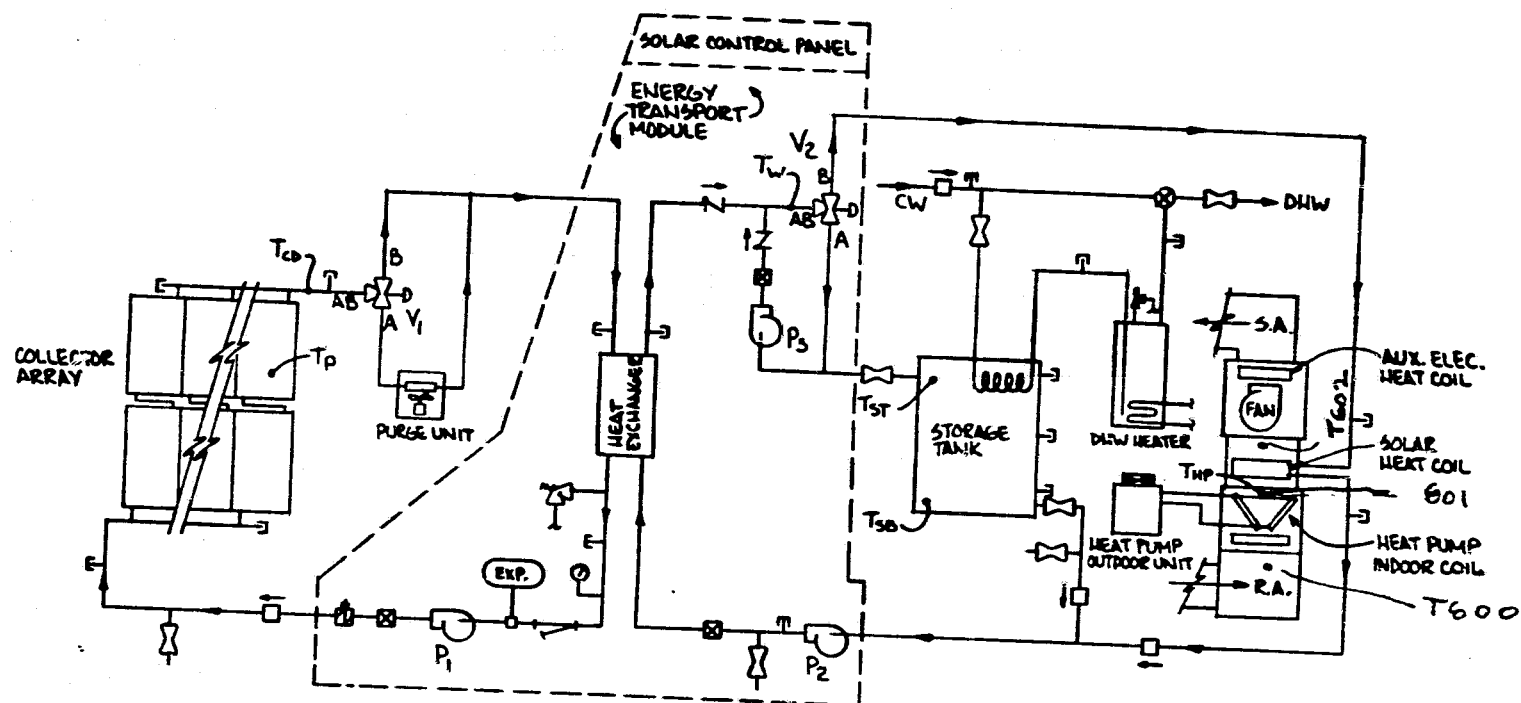 SOLAR CONTROL PANEL
ENERGY
TRANSPORT
MODULE
V2
B
TW
AB
A
CW
DHW
TCD
B
AB
A
V1
P3
S.A.
COLLECTOR
ARRAY
TP
HEAT
EXCHANGER
AUX. ELEC.
HEAT COIL
TST
FAN
T602
PURGE UNIT
STORAGE
TANK
DHW HEATER
SOLAR
HEAT COIL
THP
601
TSB
HEAT PUMP
OUTDOOR UNIT
HEAT PUMP
INDOOR COIL
EXP.
R.A.
T600
P1
P2